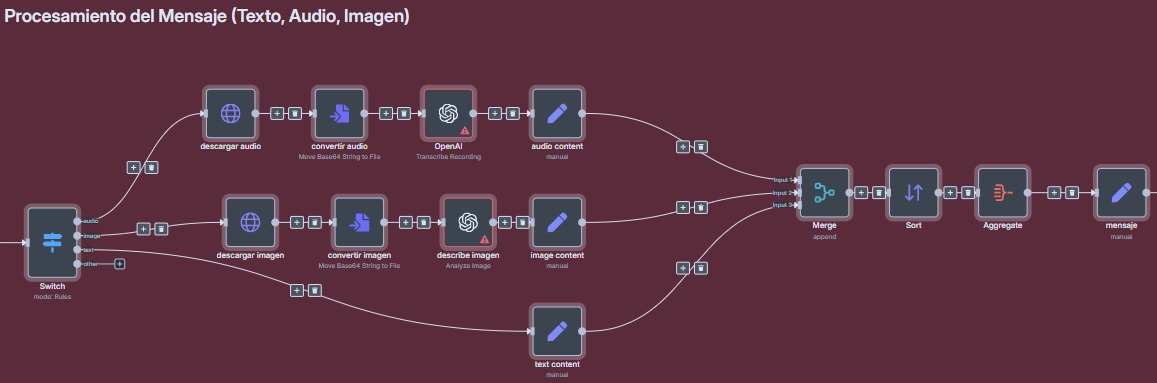 Procesamiento del Mensaje (Texto, Audio, Imagen)
descargar audio
convertir audio
Move Base64 String to File
OpenAI
Transcribe Recording
audio content
manual
Switch
mode: Rules
audio
image
text
other
descargar imagen
convertir imagen
Move Base64 String to File
describe imagen
Analyze Image
image content
manual
text content
manual
Input 1
Input 2
Input 3
Merge
append
Sort
Aggregate
mensaje
manual